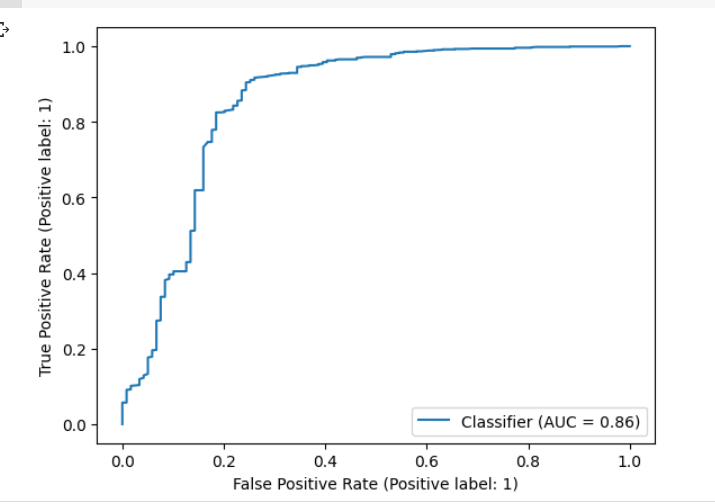 1.0
0.8
0.6
0.4
0.2
0.0
True Positive Rate (Positive label: 1)
Classifier (AUC = 0.86)
0.0 0.2 0.4 0.6 0.8 1.0
False Positive Rate (Positive label: 1)